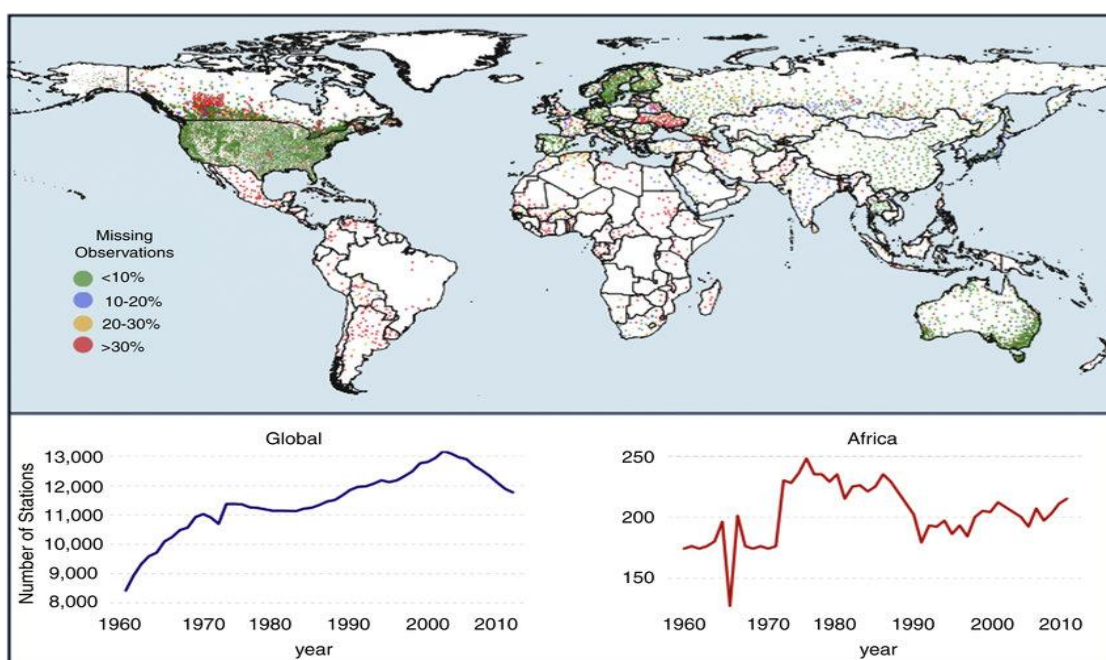 Missing
Observations
<10%
10-20%
20-30%
>30%
Global
Number of Stations
13,000
12,000
11,000
10,000
9,000
8,000
1960 1970 1980 1990 2000 2010
year
Africa
250
200
150
1960 1970 1980 1990 2000 2010
year